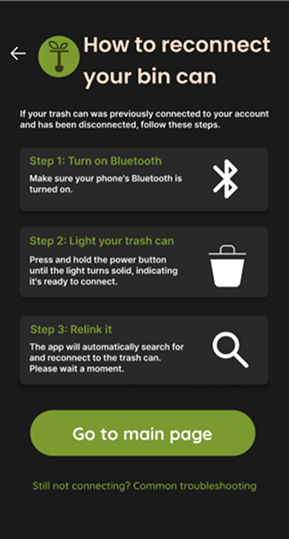 How to reconnect
your bin can
If your trash can was previously connected to your account
and has been disconnected, follow these steps.
Step 1: Turn on Bluetooth
Make sure your phone's Bluetooth is
turned on.
Step 2: Light your trash can
Press and hold the power button
until the light turns solid, indicating
it's ready to connect.
Step 3: Relink it
The app will automatically search for
and reconnect to the trash can.
Please wait a moment.
Go to main page
Still not connecting? Common troubleshooting